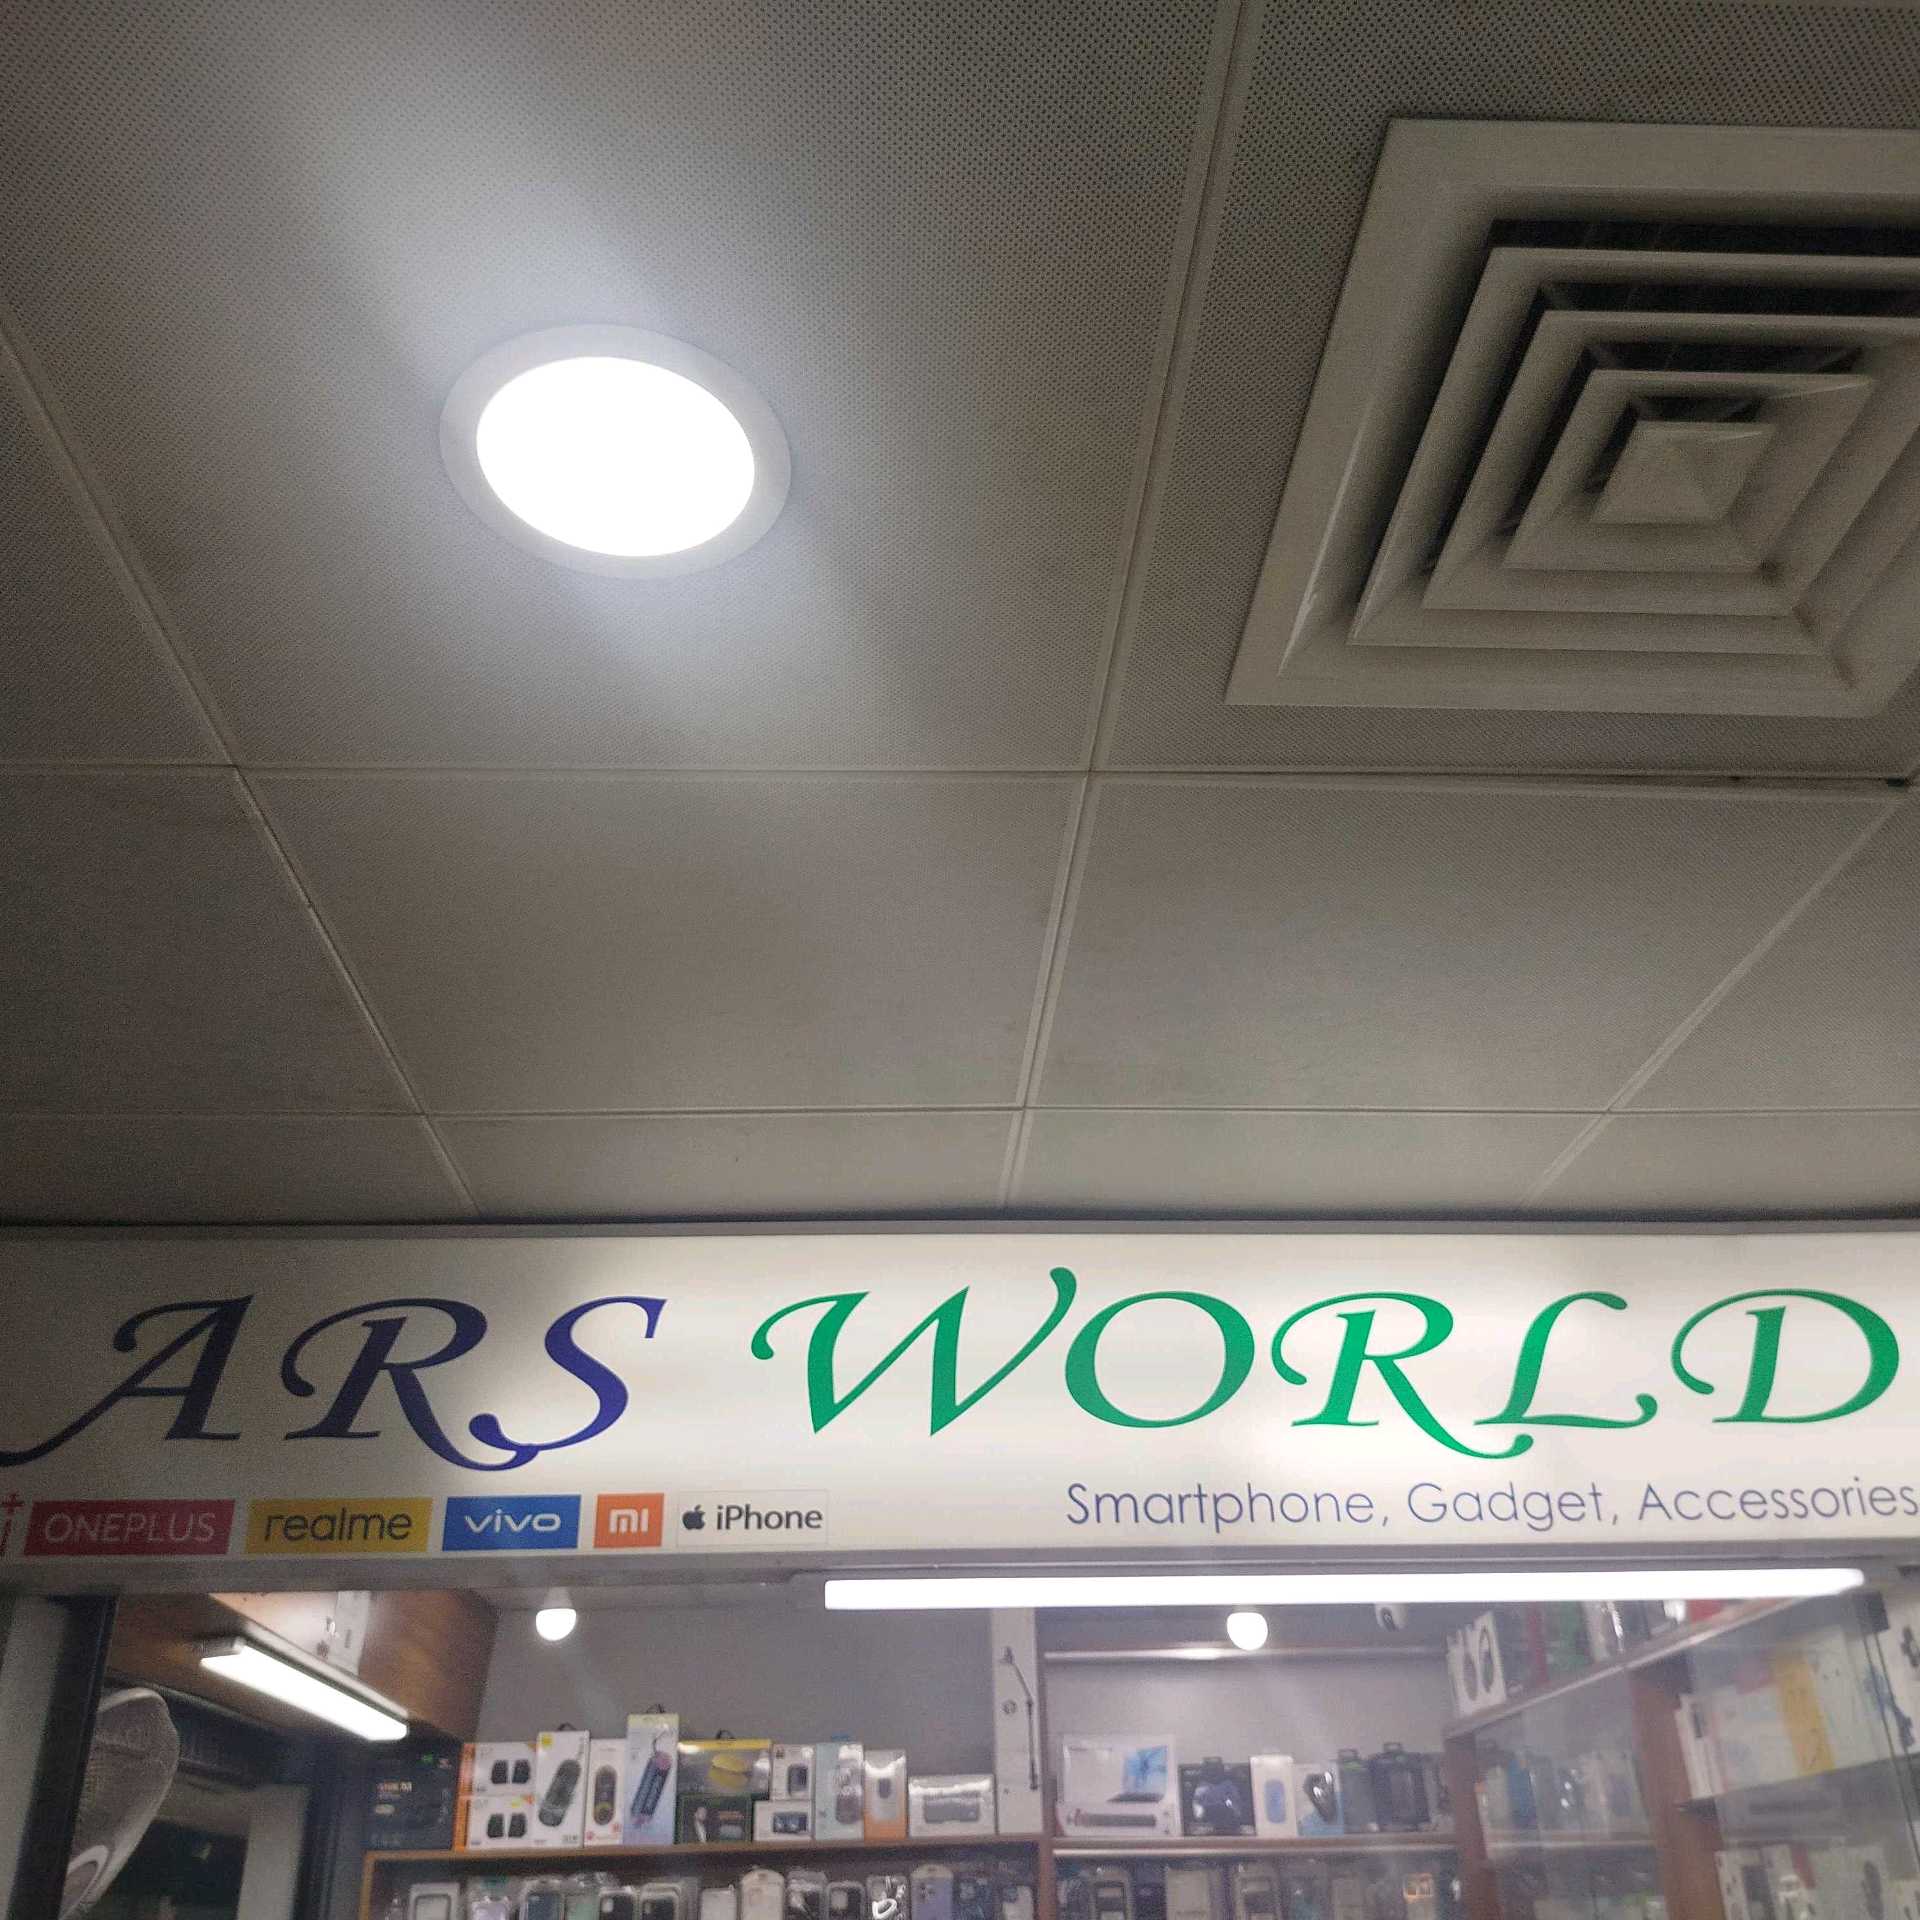 ARS WORLD
ONEPLUS realme vivo mi iPhone
Smartphone, Gadget, Accessories